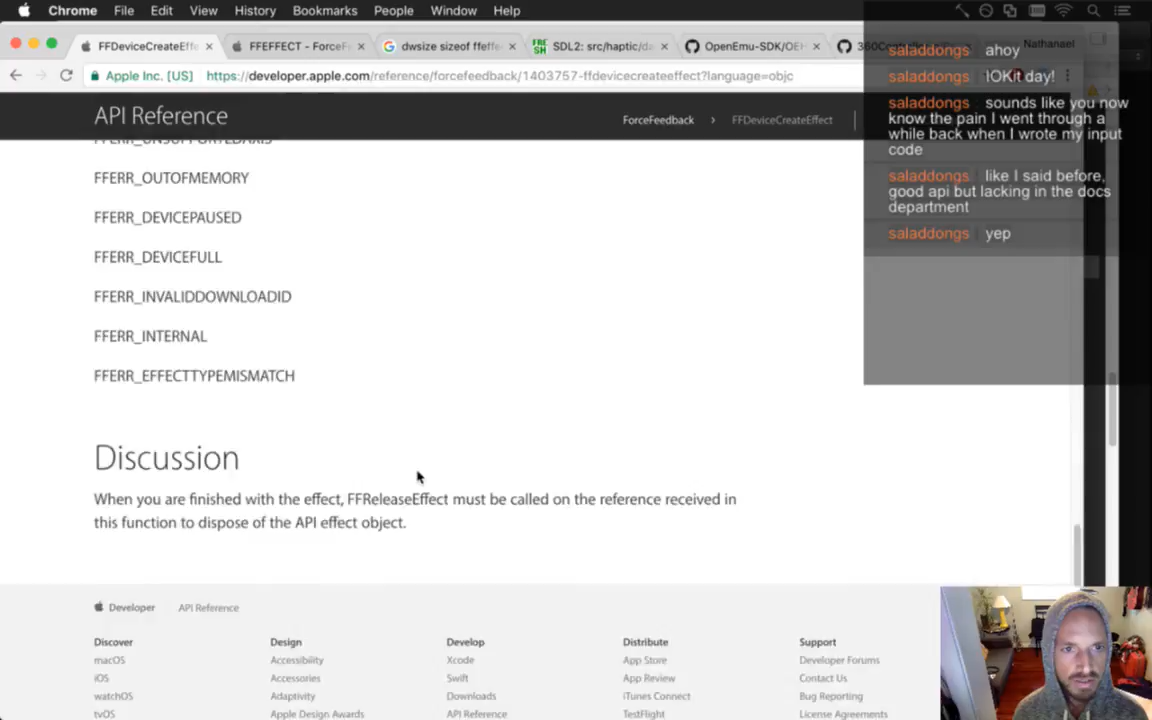 Chrome File Edit View History Bookmarks People Window Help
FFDeviceCreateEff
FFEFFECT - ForceF
dwsize sizeof ffeffe
SDL2: src/haptic/da
OpenEmu-SDK/OEH
360Cont
Nathanael
Apple Inc. [US] https://developer.apple.com/reference/forcefeedback/1403757-ffdevicecreateeffect?language=objc
API Reference
ForceFeedback > FFDeviceCreateEffect
FFERR_UNSUPPORTEDAXIS
FFERR_OUTOFMEMORY
FFERR_DEVICEPAUSED
FFERR_DEVICEFULL
FFERR_INVALIDDOWNLOADID
FFERR_INTERNAL
FFERR_EFFECTTYPEMISMATCH
Discussion
When you are finished with the effect, FFReleaseEffect must be called on the reference received in
this function to dispose of the API effect object.
saladdongs ahoy
saladdongs IOKit day!
saladdongs sounds like you now
know the pain I went through a
while back when I wrote my input
code
saladdongs like I said before,
good api but lacking in the docs
department
saladdongs yep
Developer API Reference
Discover Design Develop Distribute Support
macOS Accessibility Xcode App Store Developer Forums
iOS Accessories Swift App Review Contact Us
watchOS Adaptivity Downloads iTunes Connect Bug Reporting
tvOS Apple Design Awards API Reference TestFlight License Agreements